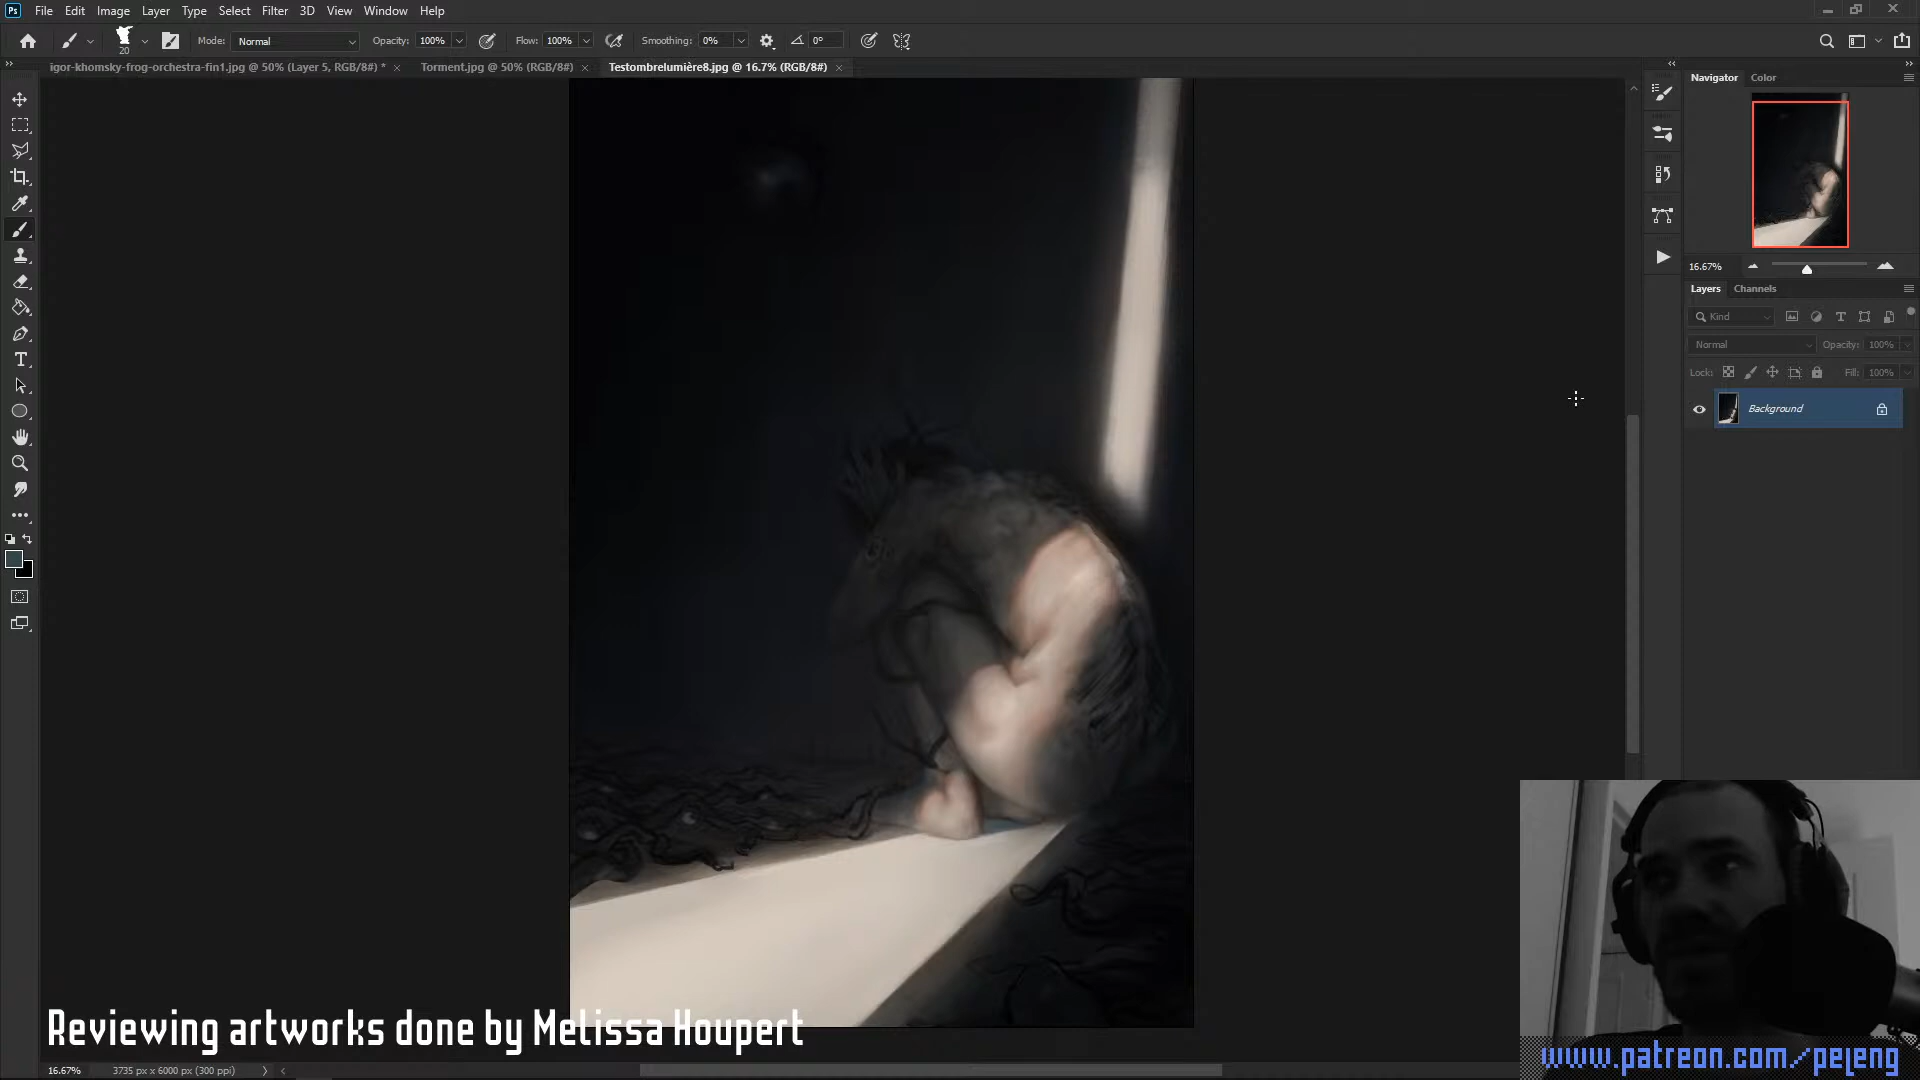 Ps File Edit Image Layer Type Select Filter 3D View Window Help
20 Mode: Normal Opacity: 100% Flow: 100% Smoothing: 0% 0°
igor-khomsky-frog-orchestra-fin1.jpg @ 50% (Layer 5, RGB/8#) * Torment.jpg @ 50% (RGB/8#) Testombrelumière8.jpg @ 16.7% (RGB/8#)
Navigator Color
16.67%
Layers Channels
Kind
Normal Opacity: 100%
Lock: Fill: 100%
Background
Reviewing artworks done by Melissa Houpert
www.patreon.com/peleng
16.67% 3735 px x 6000 px (300 ppi)